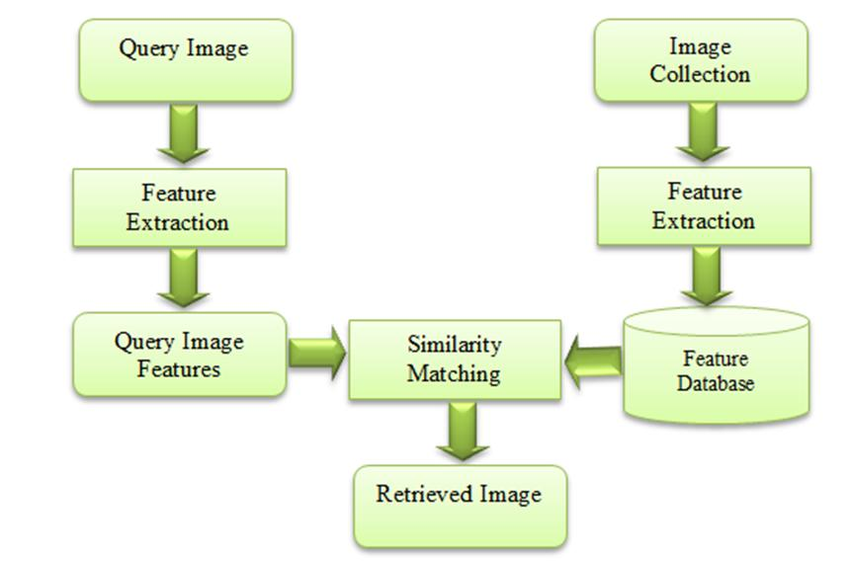 Query Image
Image
Collection
Feature
Extraction
Feature
Extraction
Query Image
Features
Similarity
Matching
Feature
Database
Retrieved Image